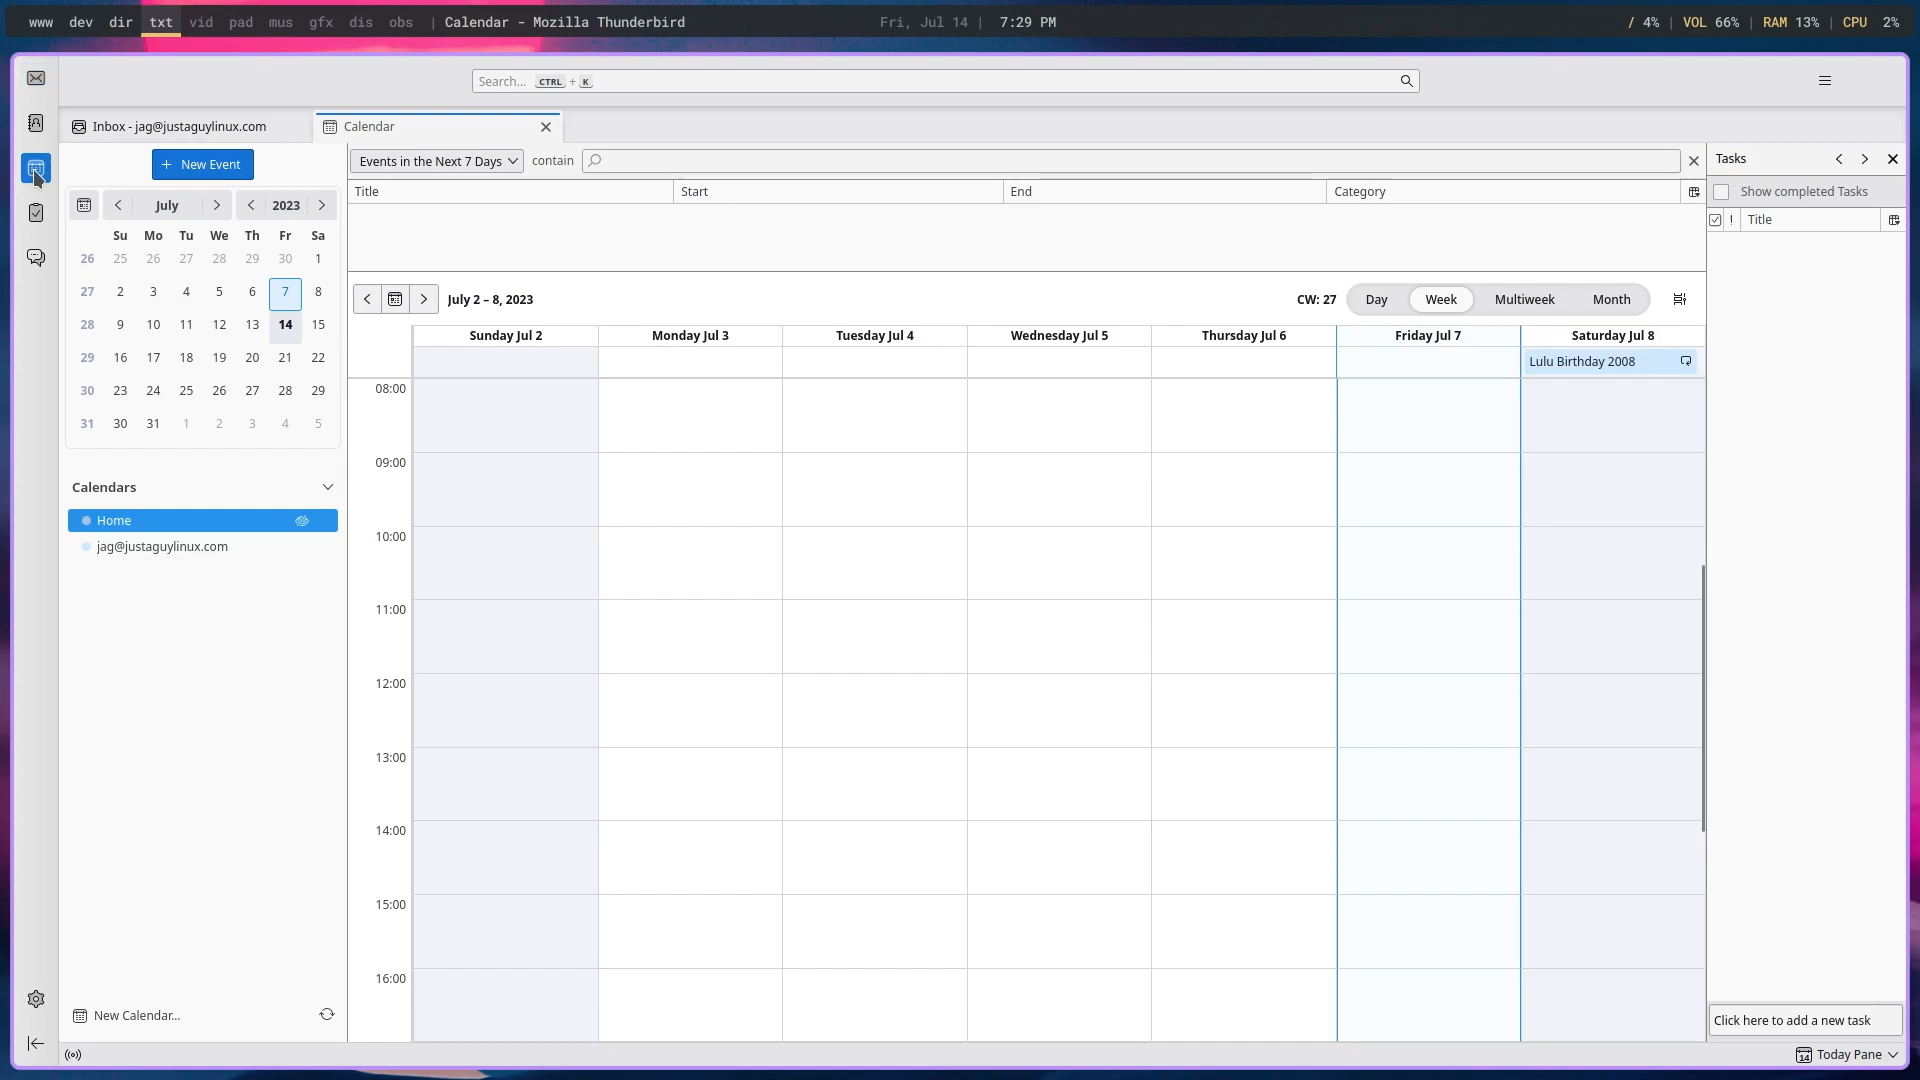 www dev dir txt vid pad mus gfx dis obs | Calendar - Mozilla Thunderbird Fri, Jul 14 | 7:29 PM / 4% | VOL 66% | RAM 13% | CPU 2%
Search... CTRL + K
Inbox - jag@justaguylinux.com Calendar
+ New Event
Events in the Next 7 Days contain
Tasks
Show completed Tasks
Title Start End Category
! Title
July 2023
Su Mo Tu We Th Fr Sa
26 25 26 27 28 29 30 1
27 2 3 4 5 6 7 8
28 9 10 11 12 13 14 15
29 16 17 18 19 20 21 22
30 23 24 25 26 27 28 29
31 30 31 1 2 3 4 5
Calendars
Home
jag@justaguylinux.com
New Calendar...
July 2 – 8, 2023 CW: 27 Day Week Multiweek Month
Sunday Jul 2 Monday Jul 3 Tuesday Jul 4 Wednesday Jul 5 Thursday Jul 6 Friday Jul 7 Saturday Jul 8
Lulu Birthday 2008
08:00
09:00
10:00
11:00
12:00
13:00
14:00
15:00
16:00
Click here to add a new task
14 Today Pane